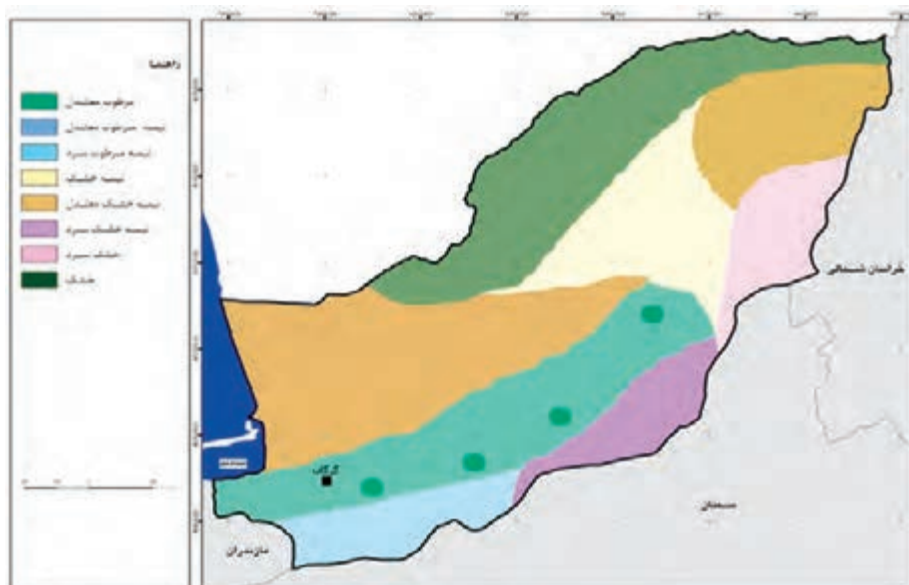 راهنما
مرطوب معتدل
نیمه مرطوب معتدل
نیمه مرطوب سرد
نیمه خشک
نیمه خشک معتدل
نیمه خشک سرد
خشک سرد
خشک
خراسان شمالی
گرگان
سمنان
مازندران